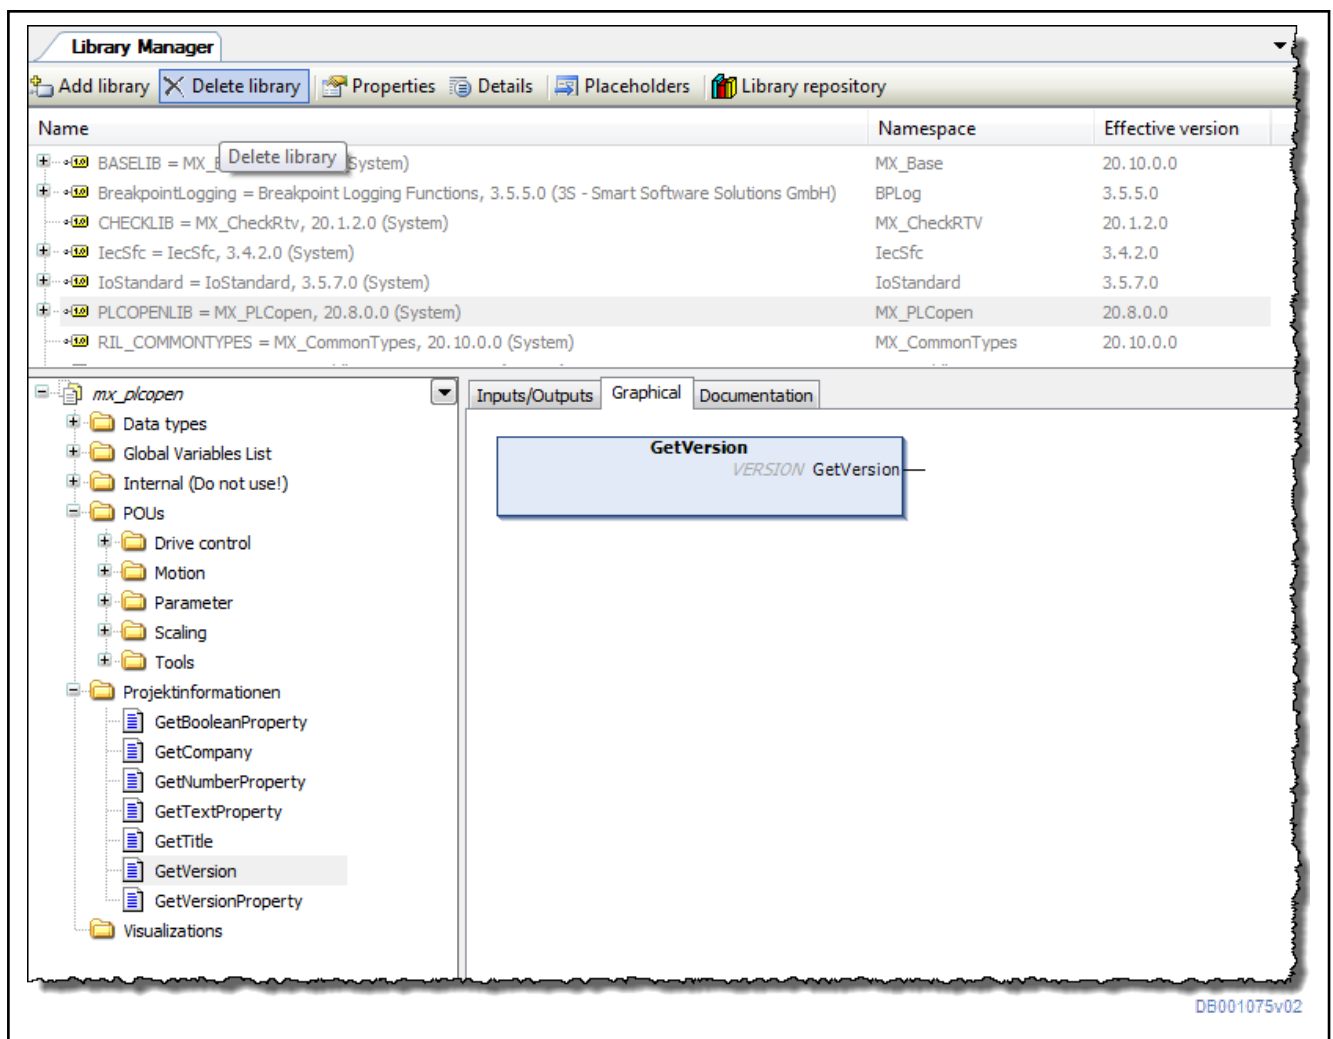 Library Manager
Add library Delete library Properties Details Placeholders Library repository
Name Namespace Effective version
Delete library
BASELIB = MX_ System) MX_Base 20.10.0.0
BreakpointLogging = Breakpoint Logging Functions, 3.5.5.0 (3S - Smart Software Solutions GmbH) BPLog 3.5.5.0
CHECKLIB = MX_CheckRtv, 20.1.2.0 (System) MX_CheckRTV 20.1.2.0
IecSfc = IecSfc, 3.4.2.0 (System) IecSfc 3.4.2.0
IoStandard = IoStandard, 3.5.7.0 (System) IoStandard 3.5.7.0
PLCOPENLIB = MX_PLCopen, 20.8.0.0 (System) MX_PLCopen 20.8.0.0
RIL_COMMONTYPES = MX_CommonTypes, 20.10.0.0 (System) MX_CommonTypes 20.10.0.0
mx_plcopen
Data types
Global Variables List
Internal (Do not use!)
POUs
Drive control
Motion
Parameter
Scaling
Tools
Projektinformationen
GetBooleanProperty
GetCompany
GetNumberProperty
GetTextProperty
GetTitle
GetVersion
GetVersionProperty
Visualizations
Inputs/Outputs Graphical Documentation
GetVersion
VERSION GetVersion
DB001075v02